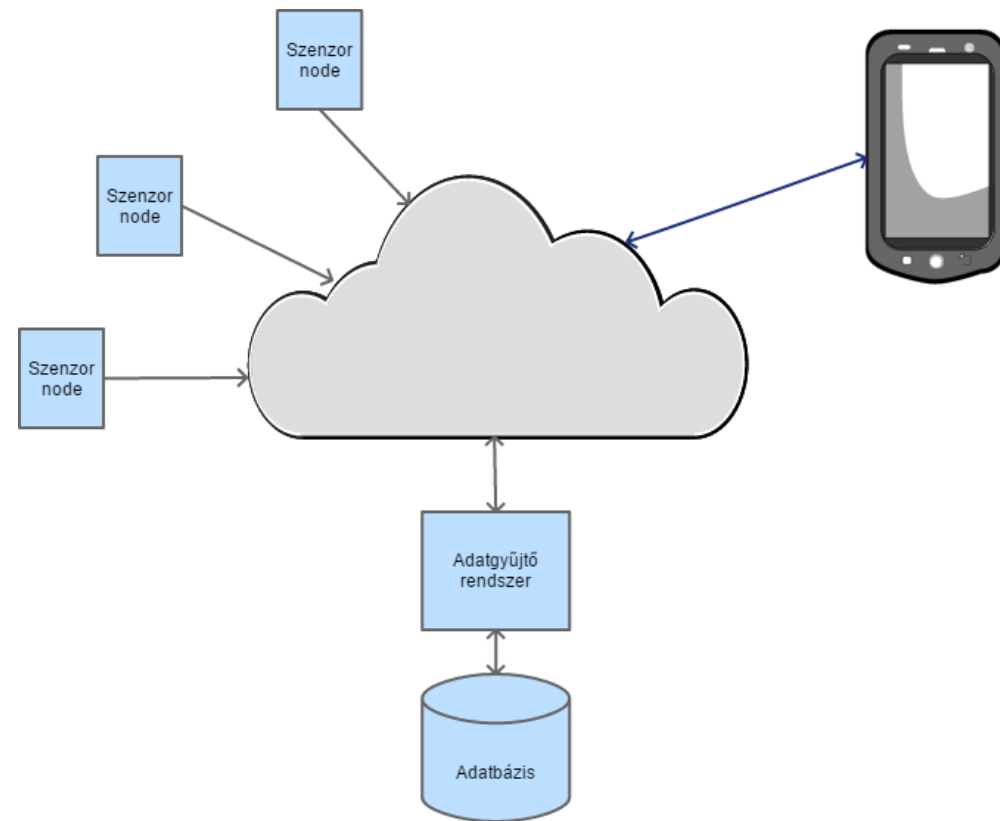 Szenzor
node
Szenzor
node
Szenzor
node
Adatgyűjtő
rendszer
Adatbázis